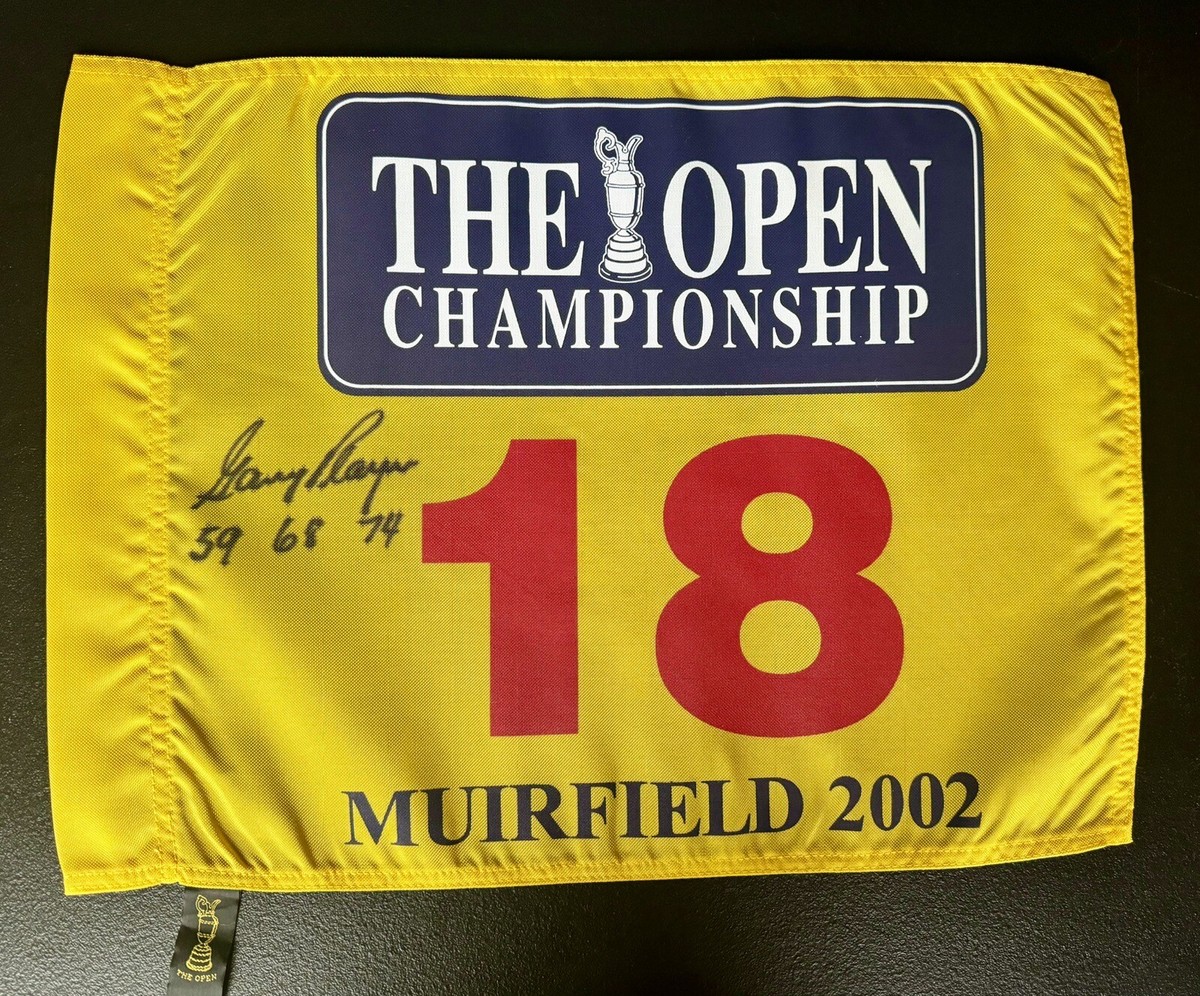 THE OPEN
CHAMPIONSHIP
Gary Player
59 68 74
18
MUIRFIELD 2002
THE OPEN